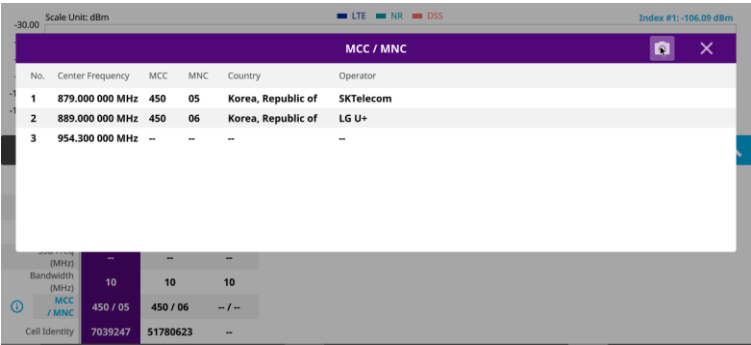 -30.00
Scale Unit: dBm
LTE NR DSS
Index #1: -106.09 dBm
MCC / MNC
No. Center Frequency MCC MNC Country Operator
1 879.000 000 MHz 450 05 Korea, Republic of SKTelecom
2 889.000 000 MHz 450 06 Korea, Republic of LG U+
3 954.300 000 MHz -- -- -- --
(MHz) -- -- --
Bandwidth (MHz) 10 10 10
MCC / MNC 450 / 05 450 / 06 -- / --
Cell Identity 7039247 51780623 --